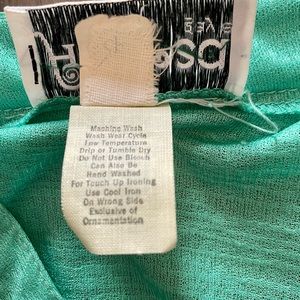 Machine Wash
Wash Wear Cycle
Low Temperature
Drip or Tumble Dry
Do Not Use Bleach
Can Also Be
Hand Washed
For Touch Up Ironing
Use Cool Iron
On Wrong Side
Exclusive of
Ornamentation